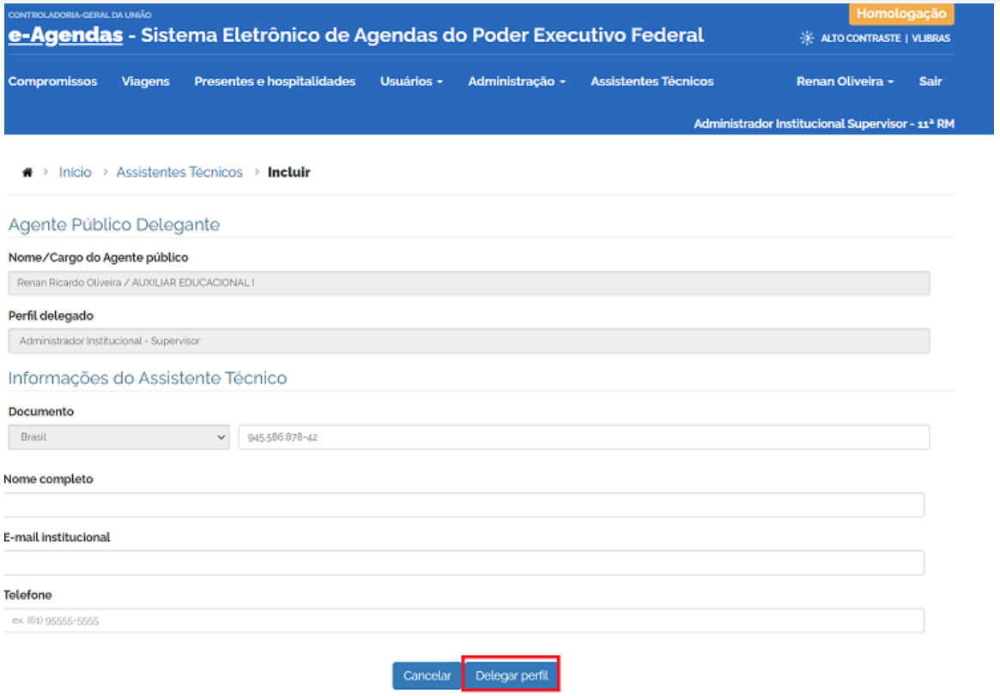 CONTROLADORIA-GERAL DA UNIÃO
Homologação
e-Agendas - Sistema Eletrônico de Agendas do Poder Executivo Federal
ALTO CONTRASTE | VLIBRAS
Compromissos Viagens Presentes e hospitalidades Usuários Administração Assistentes Técnicos Renan Oliveira Sair
Administrador Institucional Supervisor - 11ª RM
> Início > Assistentes Técnicos > Incluir
Agente Público Delegante
Nome/Cargo do Agente público
Renan Ricardo Oliveira / AUXILIAR EDUCACIONAL I
Perfil delegado
Administrador Institucional - Supervisor
Informações do Assistente Técnico
Documento
Brasil 945.586.878-42
Nome completo
E-mail institucional
Telefone
ex. (61) 95555-5555
Cancelar Delegar perfil